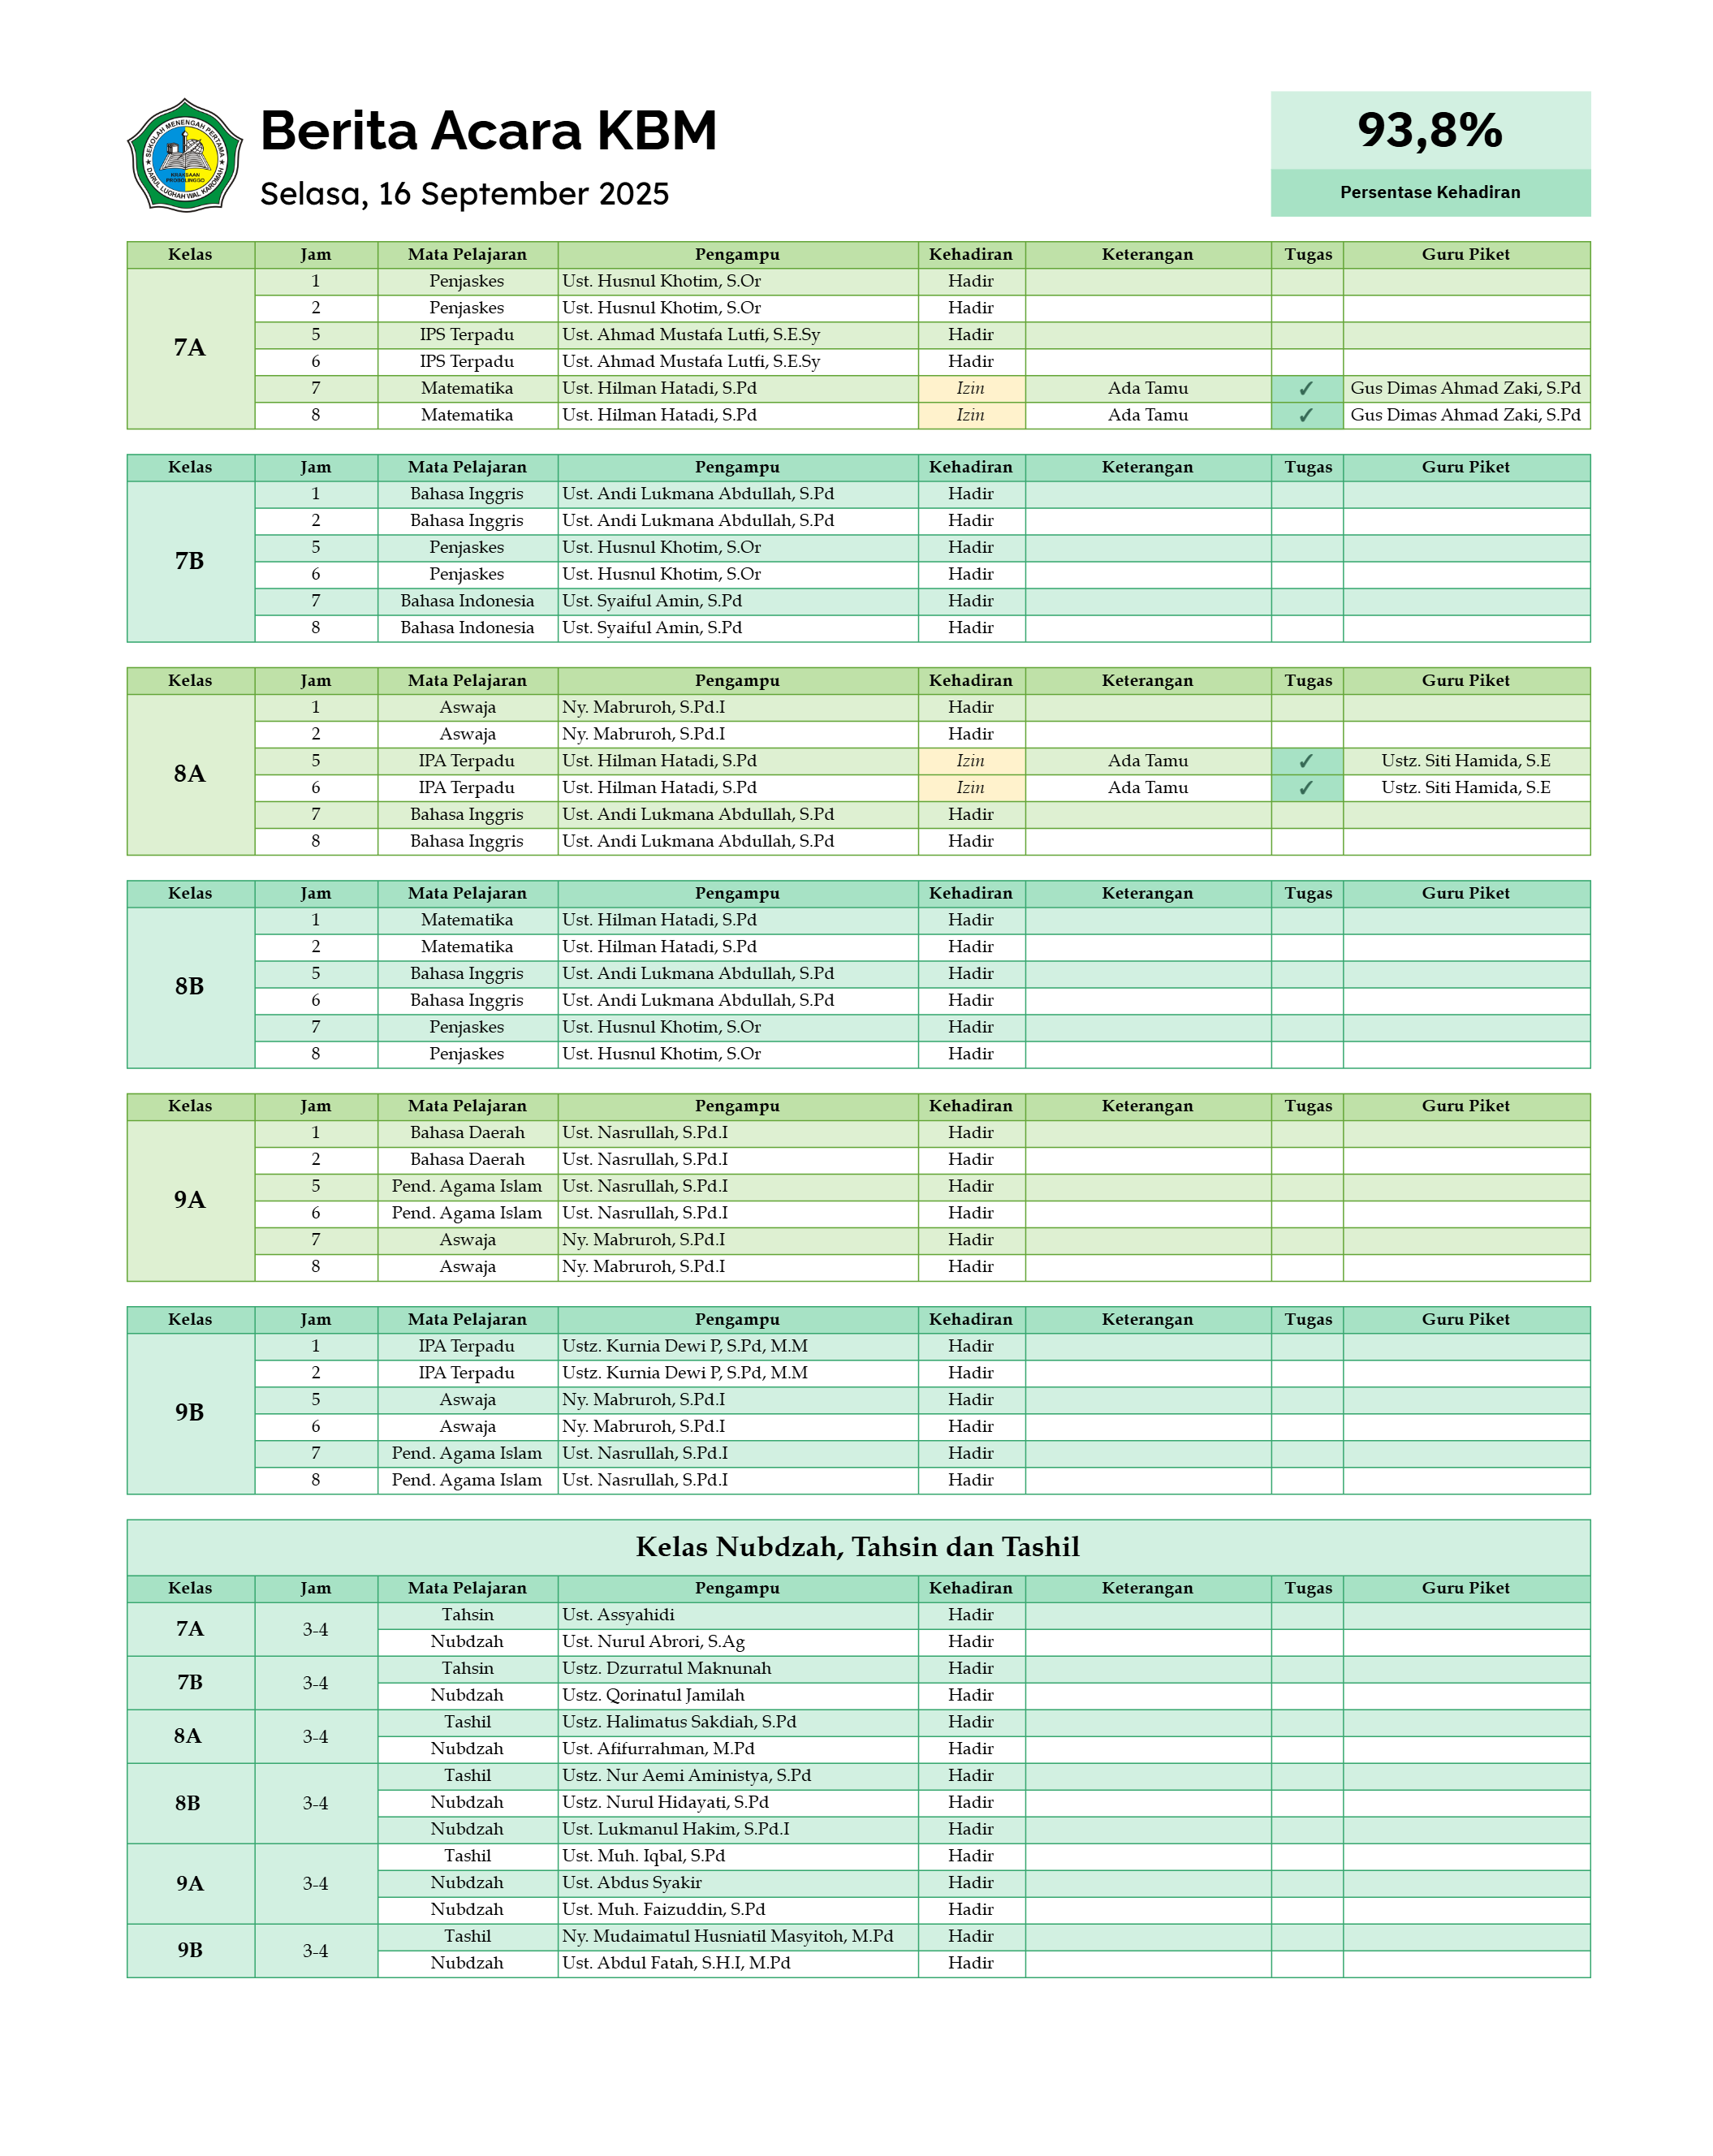 SEKOLAH MENENGAH PERTAMA
DARUL LUGHAH WAL KAROMAH
KRAKSAAN
PROBOLINGGO
Berita Acara KBM
Selasa, 16 September 2025
93,8%
Persentase Kehadiran
Kelas Jam Mata Pelajaran Pengampu Kehadiran Keterangan Tugas Guru Piket
7A
1 Penjaskes Ust. Husnul Khotim, S.Or Hadir
2 Penjaskes Ust. Husnul Khotim, S.Or Hadir
5 IPS Terpadu Ust. Ahmad Mustafa Lutfi, S.E.Sy Hadir
6 IPS Terpadu Ust. Ahmad Mustafa Lutfi, S.E.Sy Hadir
7 Matematika Ust. Hilman Hatadi, S.Pd Izin Ada Tamu ✓ Gus Dimas Ahmad Zaki, S.Pd
8 Matematika Ust. Hilman Hatadi, S.Pd Izin Ada Tamu ✓ Gus Dimas Ahmad Zaki, S.Pd
Kelas Jam Mata Pelajaran Pengampu Kehadiran Keterangan Tugas Guru Piket
7B
1 Bahasa Inggris Ust. Andi Lukmana Abdullah, S.Pd Hadir
2 Bahasa Inggris Ust. Andi Lukmana Abdullah, S.Pd Hadir
5 Penjaskes Ust. Husnul Khotim, S.Or Hadir
6 Penjaskes Ust. Husnul Khotim, S.Or Hadir
7 Bahasa Indonesia Ust. Syaiful Amin, S.Pd Hadir
8 Bahasa Indonesia Ust. Syaiful Amin, S.Pd Hadir
Kelas Jam Mata Pelajaran Pengampu Kehadiran Keterangan Tugas Guru Piket
8A
1 Aswaja Ny. Mabruroh, S.Pd.I Hadir
2 Aswaja Ny. Mabruroh, S.Pd.I Hadir
5 IPA Terpadu Ust. Hilman Hatadi, S.Pd Izin Ada Tamu ✓ Ustz. Siti Hamida, S.E
6 IPA Terpadu Ust. Hilman Hatadi, S.Pd Izin Ada Tamu ✓ Ustz. Siti Hamida, S.E
7 Bahasa Inggris Ust. Andi Lukmana Abdullah, S.Pd Hadir
8 Bahasa Inggris Ust. Andi Lukmana Abdullah, S.Pd Hadir
Kelas Jam Mata Pelajaran Pengampu Kehadiran Keterangan Tugas Guru Piket
8B
1 Matematika Ust. Hilman Hatadi, S.Pd Hadir
2 Matematika Ust. Hilman Hatadi, S.Pd Hadir
5 Bahasa Inggris Ust. Andi Lukmana Abdullah, S.Pd Hadir
6 Bahasa Inggris Ust. Andi Lukmana Abdullah, S.Pd Hadir
7 Penjaskes Ust. Husnul Khotim, S.Or Hadir
8 Penjaskes Ust. Husnul Khotim, S.Or Hadir
Kelas Jam Mata Pelajaran Pengampu Kehadiran Keterangan Tugas Guru Piket
9A
1 Bahasa Daerah Ust. Nasrullah, S.Pd.I Hadir
2 Bahasa Daerah Ust. Nasrullah, S.Pd.I Hadir
5 Pend. Agama Islam Ust. Nasrullah, S.Pd.I Hadir
6 Pend. Agama Islam Ust. Nasrullah, S.Pd.I Hadir
7 Aswaja Ny. Mabruroh, S.Pd.I Hadir
8 Aswaja Ny. Mabruroh, S.Pd.I Hadir
Kelas Jam Mata Pelajaran Pengampu Kehadiran Keterangan Tugas Guru Piket
9B
1 IPA Terpadu Ustz. Kurnia Dewi P, S.Pd, M.M Hadir
2 IPA Terpadu Ustz. Kurnia Dewi P, S.Pd, M.M Hadir
5 Aswaja Ny. Mabruroh, S.Pd.I Hadir
6 Aswaja Ny. Mabruroh, S.Pd.I Hadir
7 Pend. Agama Islam Ust. Nasrullah, S.Pd.I Hadir
8 Pend. Agama Islam Ust. Nasrullah, S.Pd.I Hadir
Kelas Nubdzah, Tahsin dan Tashil
Kelas Jam Mata Pelajaran Pengampu Kehadiran Keterangan Tugas Guru Piket
7A 3-4 Tahsin Ust. Assyahidi Hadir
Nubdzah Ust. Nurul Abrori, S.Ag Hadir
7B 3-4 Tahsin Ustz. Dzurratul Maknunah Hadir
Nubdzah Ustz. Qorinatul Jamilah Hadir
8A 3-4 Tashil Ustz. Halimatus Sakdiah, S.Pd Hadir
Nubdzah Ust. Afifurrahman, M.Pd Hadir
8B 3-4 Tashil Ustz. Nur Aemi Aministya, S.Pd Hadir
Nubdzah Ustz. Nurul Hidayati, S.Pd Hadir
Nubdzah Ust. Lukmanul Hakim, S.Pd.I Hadir
9A 3-4 Tashil Ust. Muh. Iqbal, S.Pd Hadir
Nubdzah Ust. Abdus Syakir Hadir
Nubdzah Ust. Muh. Faizuddin, S.Pd Hadir
9B 3-4 Tashil Ny. Mudaimatul Husniatil Masyitoh, M.Pd Hadir
Nubdzah Ust. Abdul Fatah, S.H.I, M.Pd Hadir